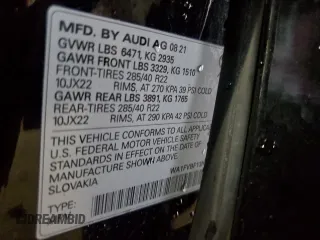 MFD. BY AUDI AG 08 21
GVWR LBS 6471, KG 2935
GAWR FRONT LBS 3329, KG 1510
FRONT-TIRES 285/40 R22
10JX22 RIMS, AT 270 KPA 39 PSI-COLD
GAWR REAR LBS 3891, KG 1765
REAR-TIRES 285/40 R22
10JX22 RIMS, AT 290 KPA 42 PSI-COLD
THIS VEHICLE CONFORMS TO ALL
U.S. FEDERAL MOTOR VEHICLE SAFETY
STANDARDS IN EFFECT ON THE DATE
OF MANUFACTURE SHOWN
SLOVAKIA
TYPE:
DREAMBID